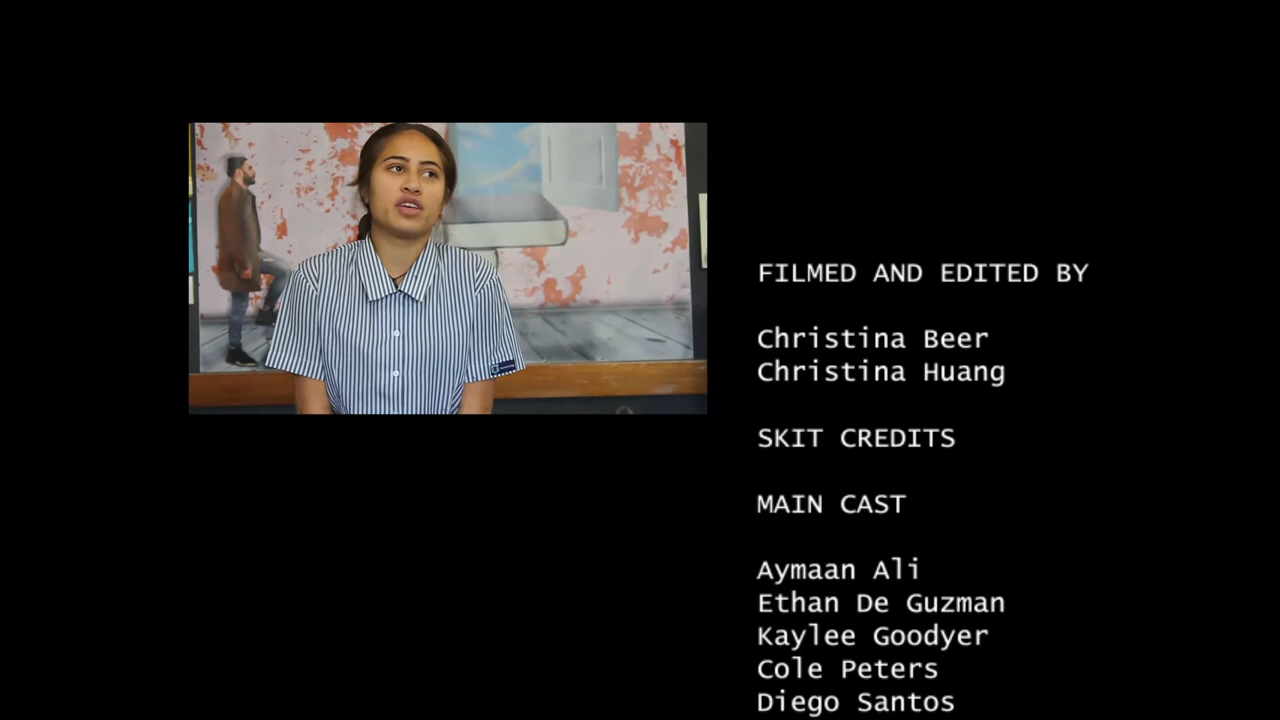 FILMED AND EDITED BY
Christina Beer
Christina Huang
SKIT CREDITS
MAIN CAST
Aymaan Ali
Ethan De Guzman
Kaylee Goodyer
Cole Peters
Diego Santos